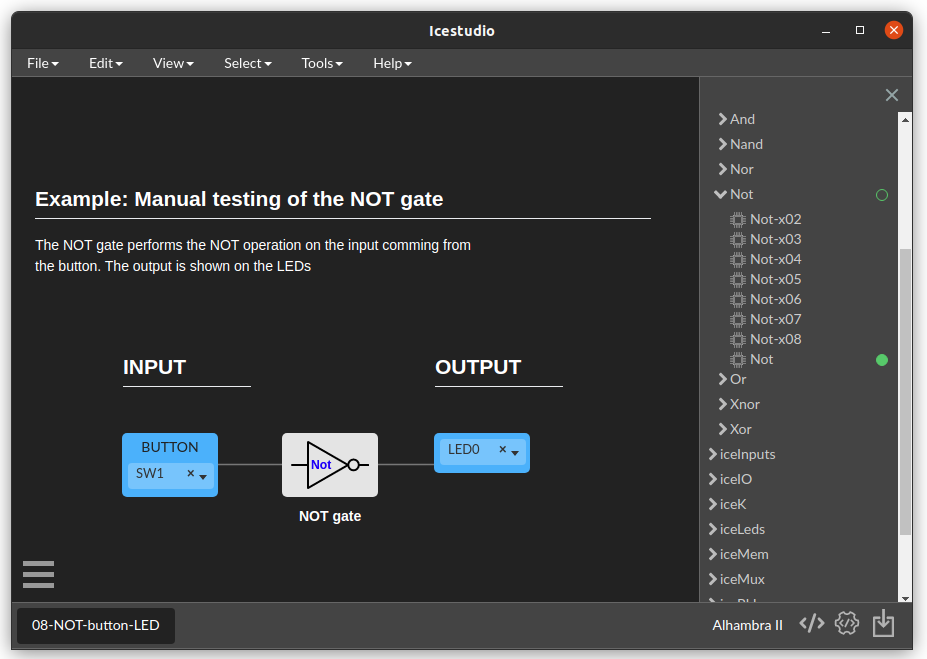 Icestudio
File Edit View Select Tools Help
Example: Manual testing of the NOT gate
The NOT gate performs the NOT operation on the input comming from
the button. The output is shown on the LEDs
INPUT
OUTPUT
BUTTON
SW1
Not
LED0
NOT gate
And
Nand
Nor
Not
Not-x02
Not-x03
Not-x04
Not-x05
Not-x06
Not-x07
Not-x08
Not
Or
Xnor
Xor
iceInputs
iceIO
iceK
iceLeds
iceMem
iceMux
08-NOT-button-LED
Alhambra II